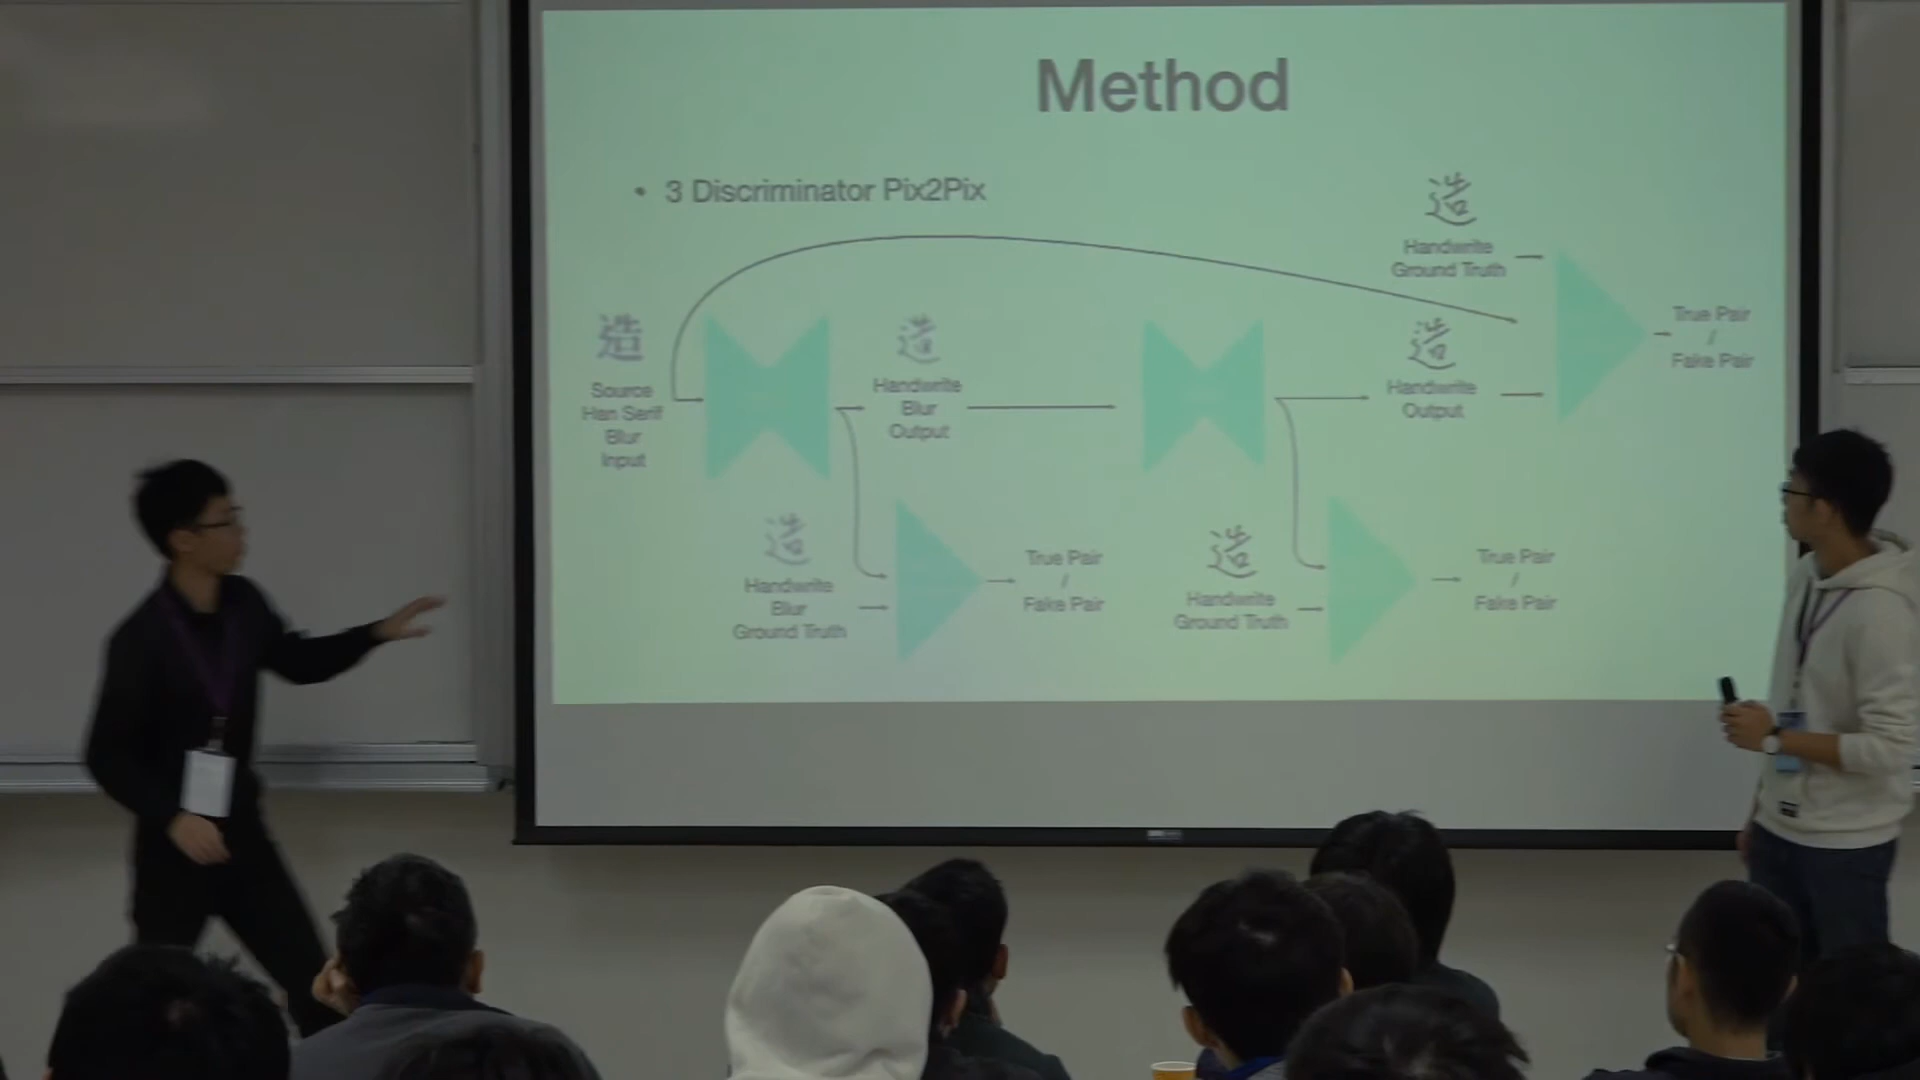 Method
• 3 Discriminator Pix2Pix
造
Handwrite
Ground Truth
造
Source
Han Serif
Blur
Input
造
Handwrite
Blur
Output
造
Handwrite
Output
True Pair
/
Fake Pair
造
Handwrite
Blur
Ground Truth
True Pair
/
Fake Pair
造
Handwrite
Ground Truth
True Pair
/
Fake Pair